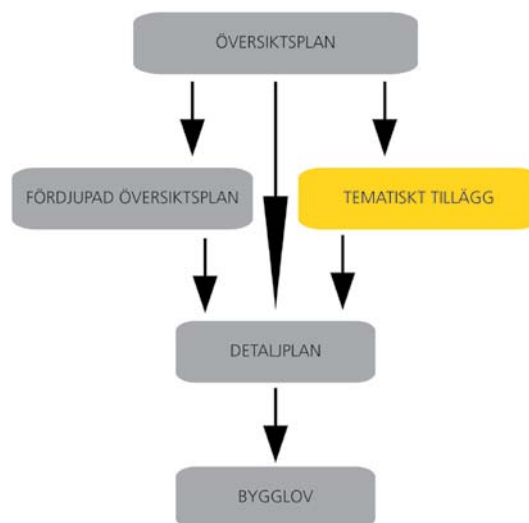 ÖVERSIKTSPLAN
FÖRDJUPAD ÖVERSIKTSPLAN
TEMATISKT TILLÄGG
DETALJPLAN
BYGGLOV